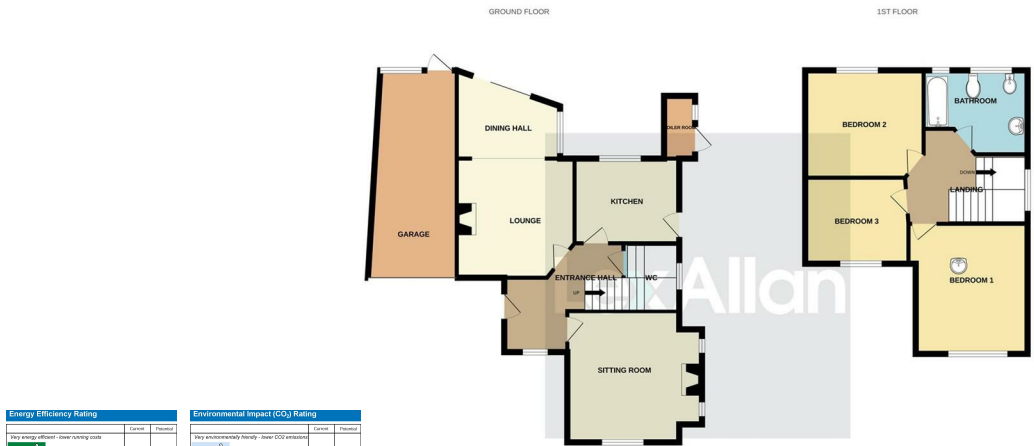 GROUND FLOOR
1ST FLOOR
DINING HALL
BOILER ROOM
BATHROOM
BEDROOM 2
KITCHEN
DOWN
LANDING
LOUNGE
BEDROOM 3
GARAGE
ENTRANCE HALL
WC
UP
BEDROOM 1
LexAllan
SITTING ROOM
Energy Efficiency Rating
Current Potential
Very energy efficient - lower running costs
Environmental Impact (CO2) Rating
Current Potential
Very environmentally friendly - lower CO2 emissions